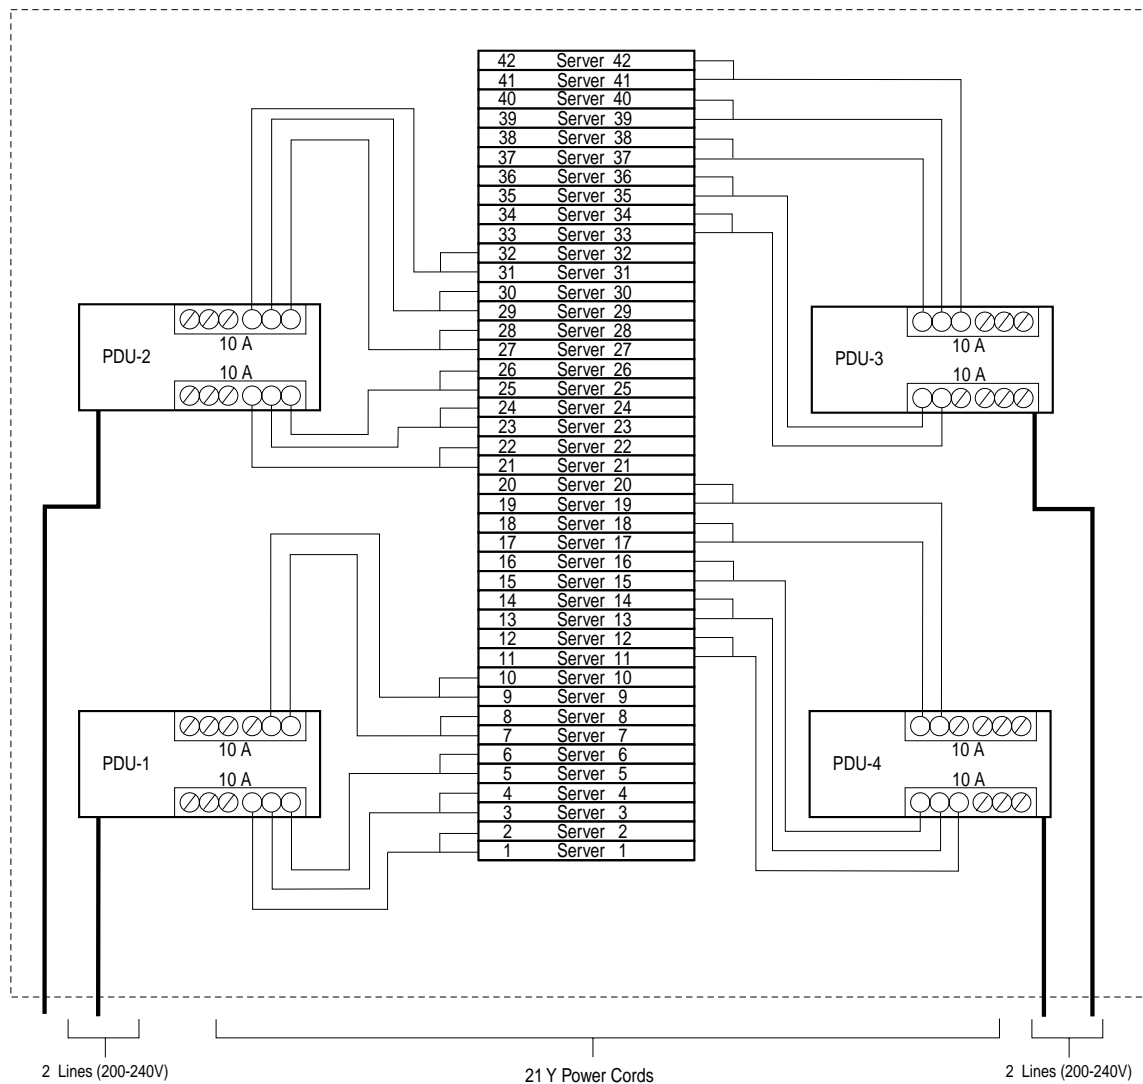 42 Server 42
41 Server 41
40 Server 40
39 Server 39
38 Server 38
37 Server 37
36 Server 36
35 Server 35
34 Server 34
33 Server 33
32 Server 32
31 Server 31
30 Server 30
29 Server 29
28 Server 28
27 Server 27
26 Server 26
25 Server 25
24 Server 24
23 Server 23
22 Server 22
21 Server 21
20 Server 20
19 Server 19
18 Server 18
17 Server 17
16 Server 16
15 Server 15
14 Server 14
13 Server 13
12 Server 12
11 Server 11
10 Server 10
9 Server 9
8 Server 8
7 Server 7
6 Server 6
5 Server 5
4 Server 4
3 Server 3
2 Server 2
1 Server 1
PDU-2
10 A
10 A
PDU-3
10 A
10 A
PDU-1
10 A
10 A
PDU-4
10 A
10 A
2 Lines (200-240V)
21 Y Power Cords
2 Lines (200-240V)